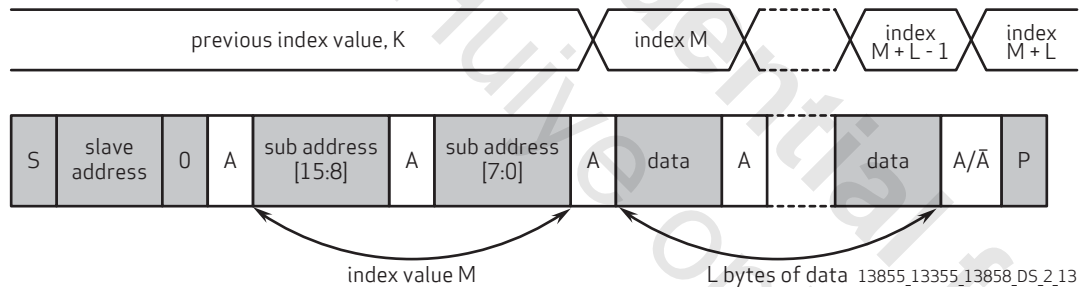 previous index value, K
index M
index
M + L - 1
index
M + L
S
slave
address
0
A
sub address
[15:8]
A
sub address
[7:0]
A
data
A
data
A/Ā
P
index value M
L bytes of data
13855_13355_13858_DS_2_13